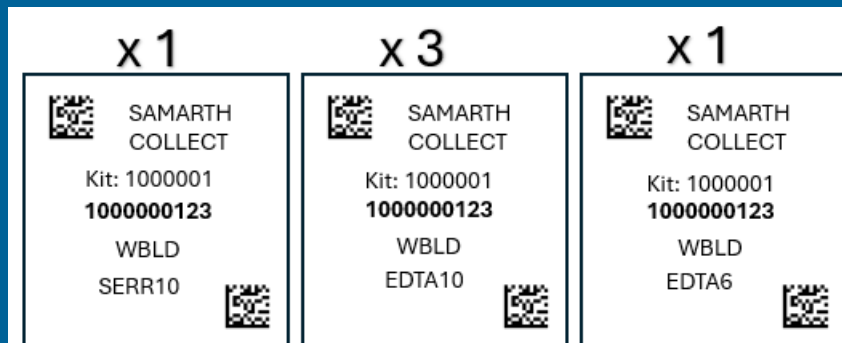 x 1
SAMARTH
COLLECT
Kit: 1000001
1000000123
WBLD
SERR10
x 3
SAMARTH
COLLECT
Kit: 1000001
1000000123
WBLD
EDTA10
x 1
SAMARTH
COLLECT
Kit: 1000001
1000000123
WBLD
EDTA6